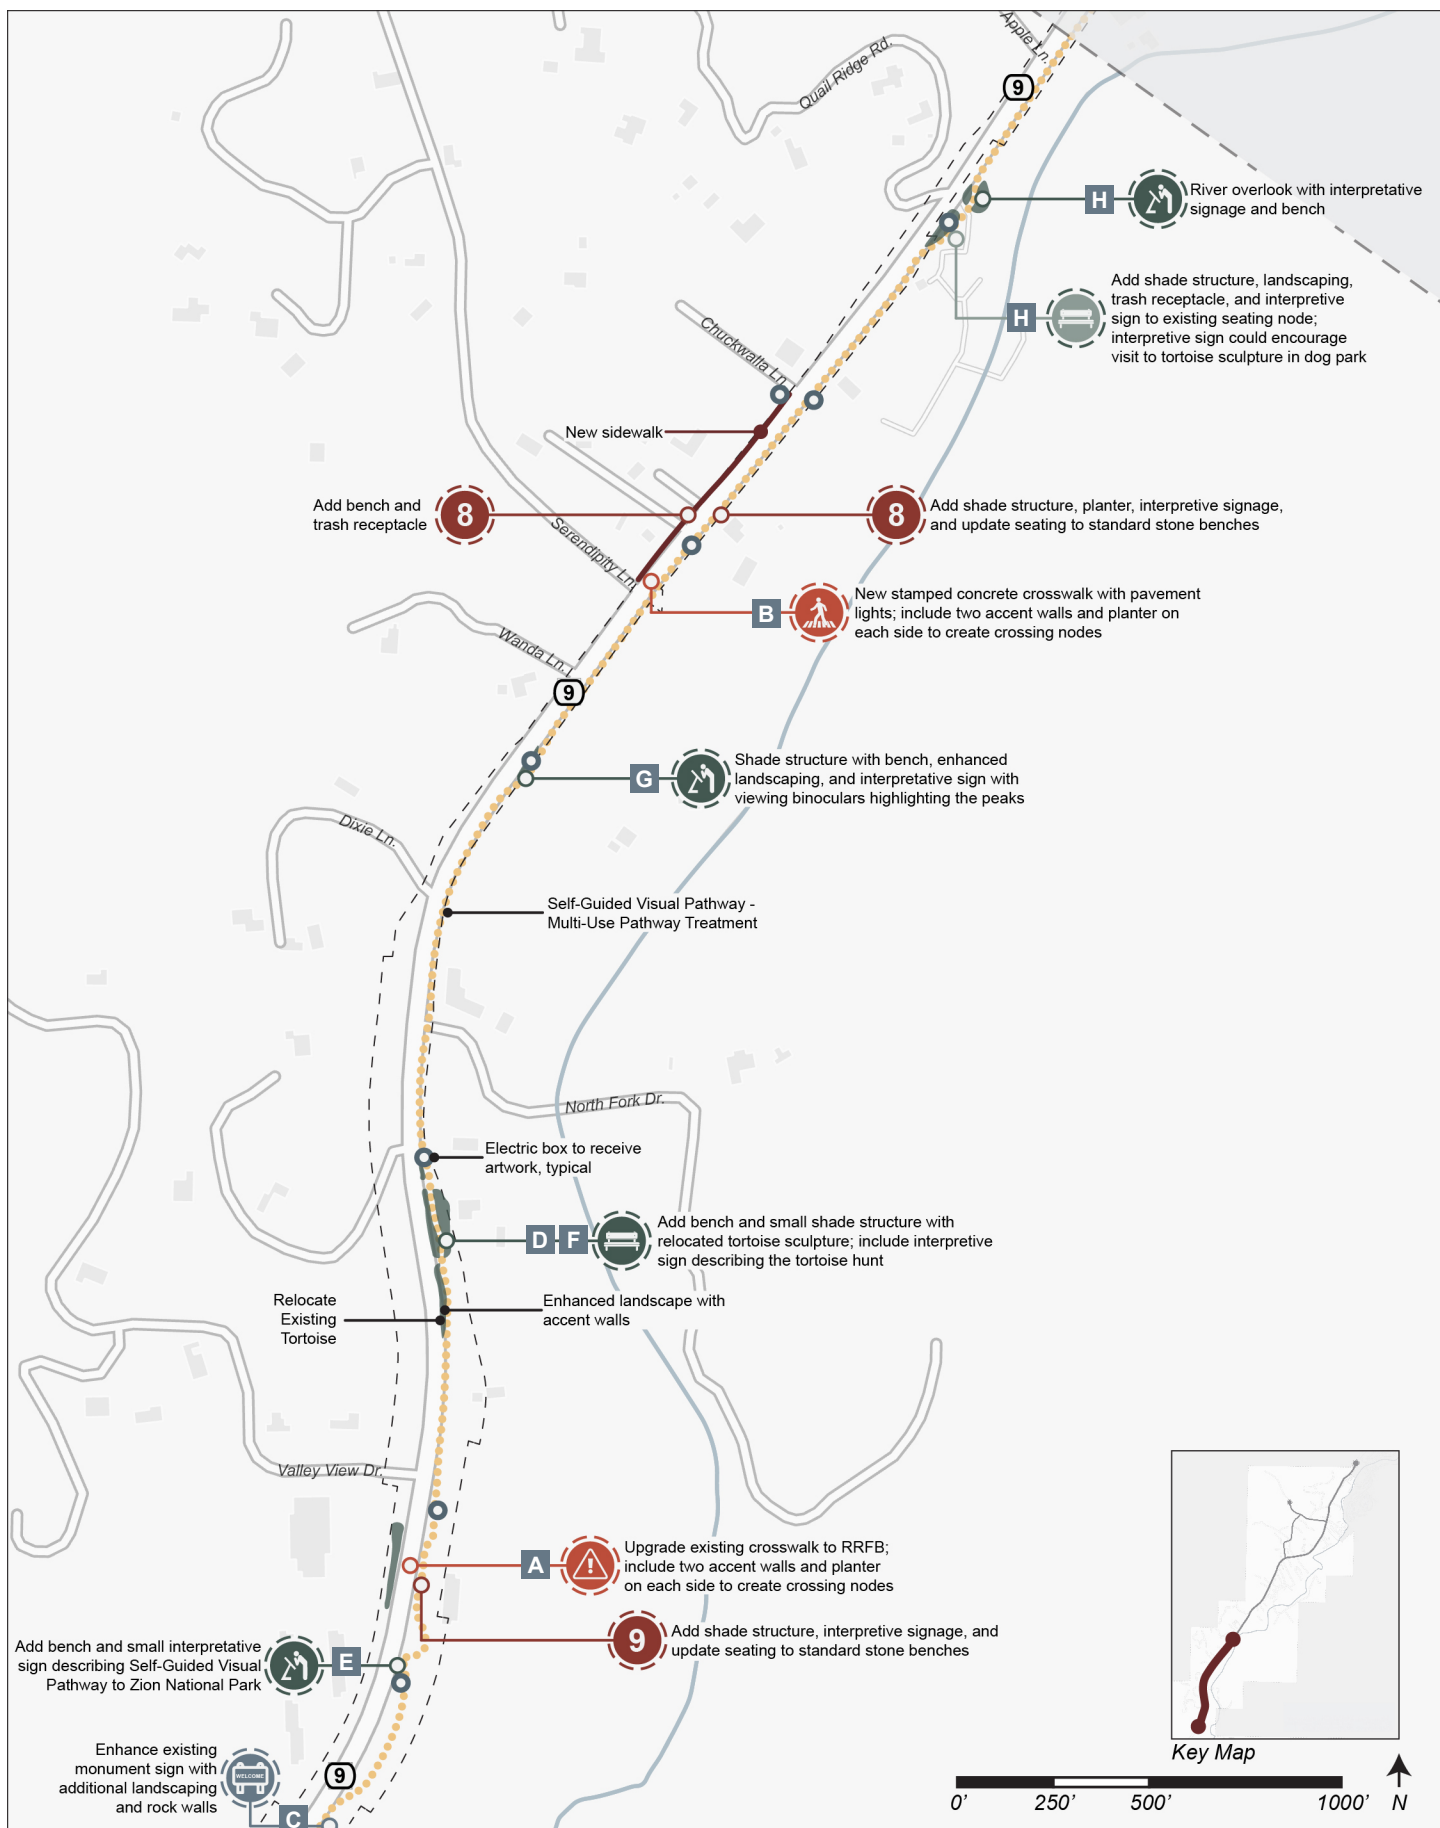 Apple Ln.
Quail Ridge Rd.
9
H
River overlook with interpretative
signage and bench
Add shade structure, landscaping,
trash receptacle, and interpretive
sign to existing seating node;
interpretive sign could encourage
visit to tortoise sculpture in dog park
H
Chuckwalla Ln.
New sidewalk
Add bench and
trash receptacle
8
8
Add shade structure, planter, interpretive signage,
and update seating to standard stone benches
Serendipity Ln.
B
New stamped concrete crosswalk with pavement
lights; include two accent walls and planter on
each side to create crossing nodes
Wanda Ln.
9
G
Shade structure with bench, enhanced
landscaping, and interpretative sign with
viewing binoculars highlighting the peaks
Dixie Ln.
Self-Guided Visual Pathway -
Multi-Use Pathway Treatment
North Fork Dr.
Electric box to receive
artwork, typical
D F
Add bench and small shade structure with
relocated tortoise sculpture; include interpretive
sign describing the tortoise hunt
Relocate
Existing
Tortoise
Enhanced landscape with
accent walls
Valley View Dr.
A
Upgrade existing crosswalk to RRFB;
include two accent walls and planter
on each side to create crossing nodes
9
Add shade structure, interpretive signage, and
update seating to standard stone benches
Add bench and small interpretative
sign describing Self-Guided Visual
Pathway to Zion National Park
E
Enhance existing
monument sign with
additional landscaping
and rock walls
WELCOME
9
C
Key Map
0' 250' 500' 1000' N